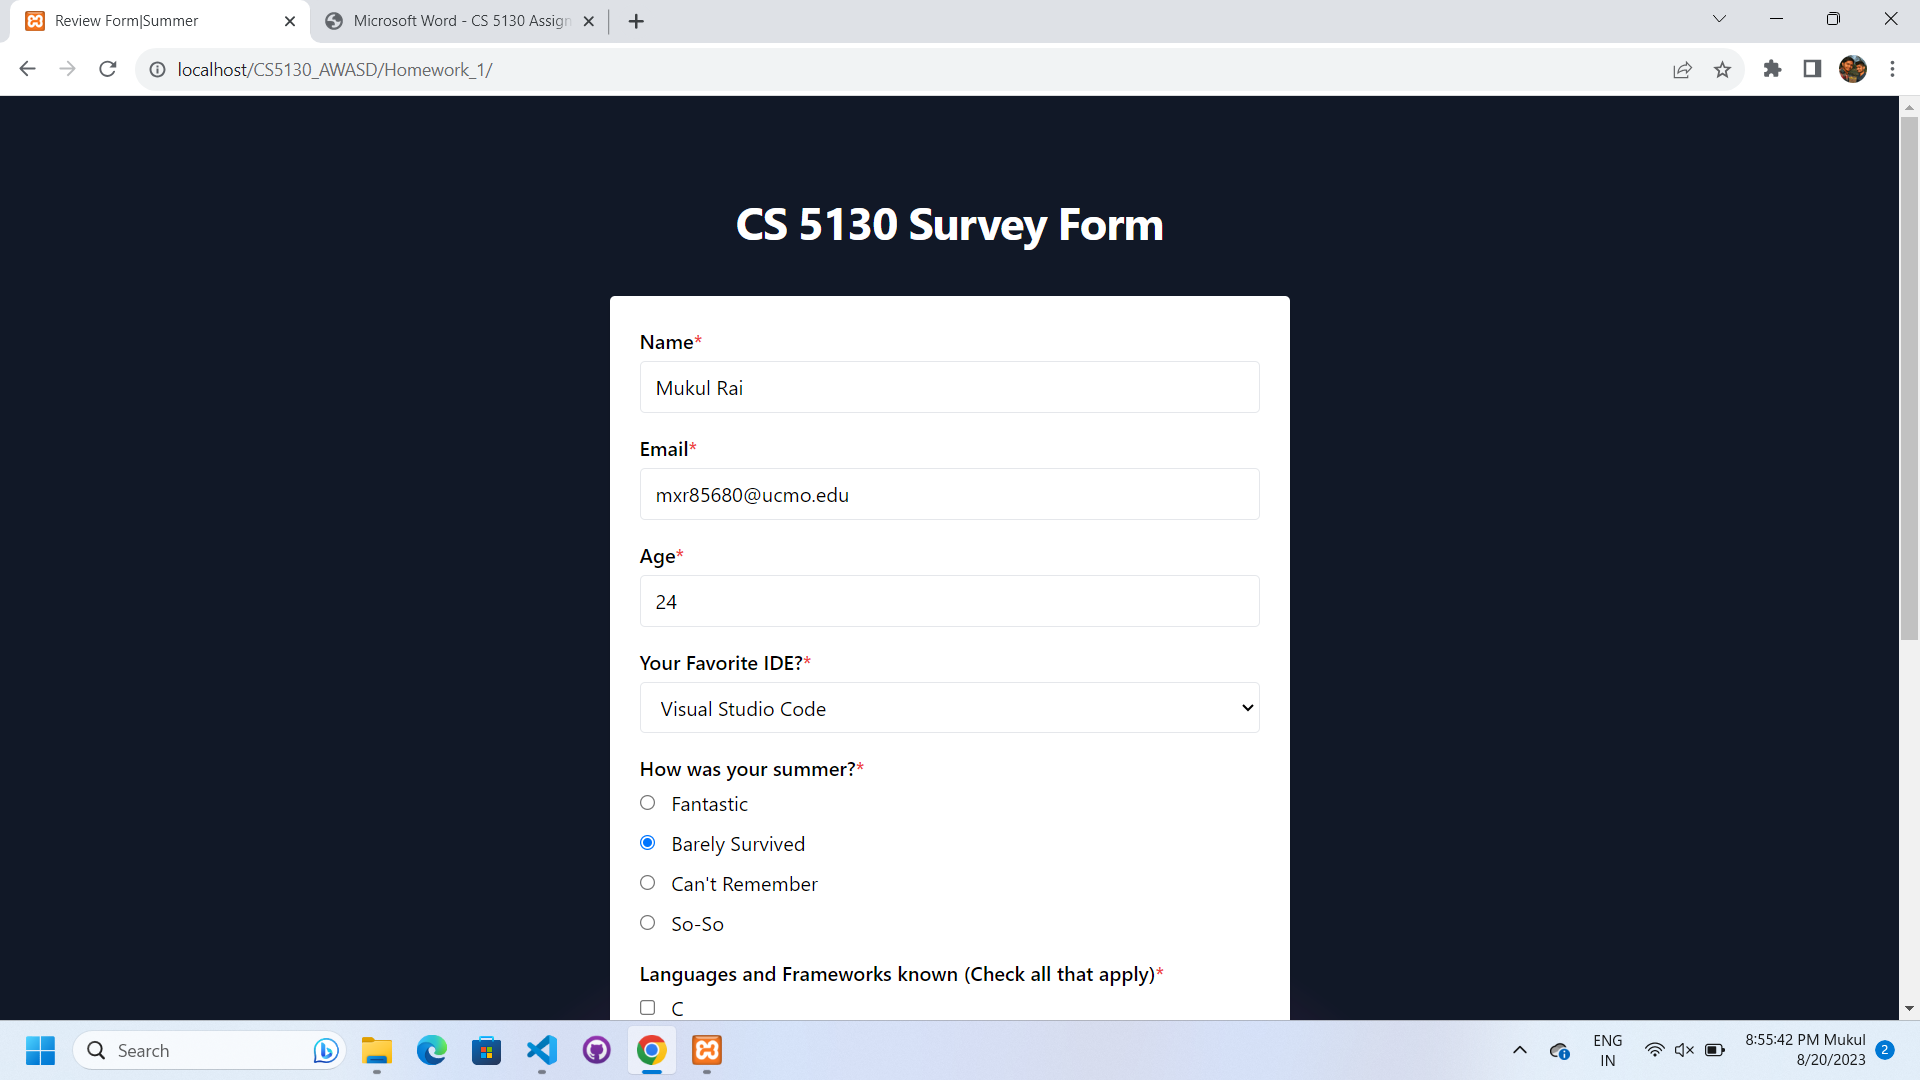 Review Form|Summer
Microsoft Word - CS 5130 Assign
localhost/CS5130_AWASD/Homework_1/
CS 5130 Survey Form
Name*
Mukul Rai
Email*
mxr85680@ucmo.edu
Age*
24
Your Favorite IDE?*
Visual Studio Code
How was your summer?*
Fantastic
Barely Survived
Can't Remember
So-So
Languages and Frameworks known (Check all that apply)*
C
Search
ENG
IN
8:55:42 PM Mukul
8/20/2023
2